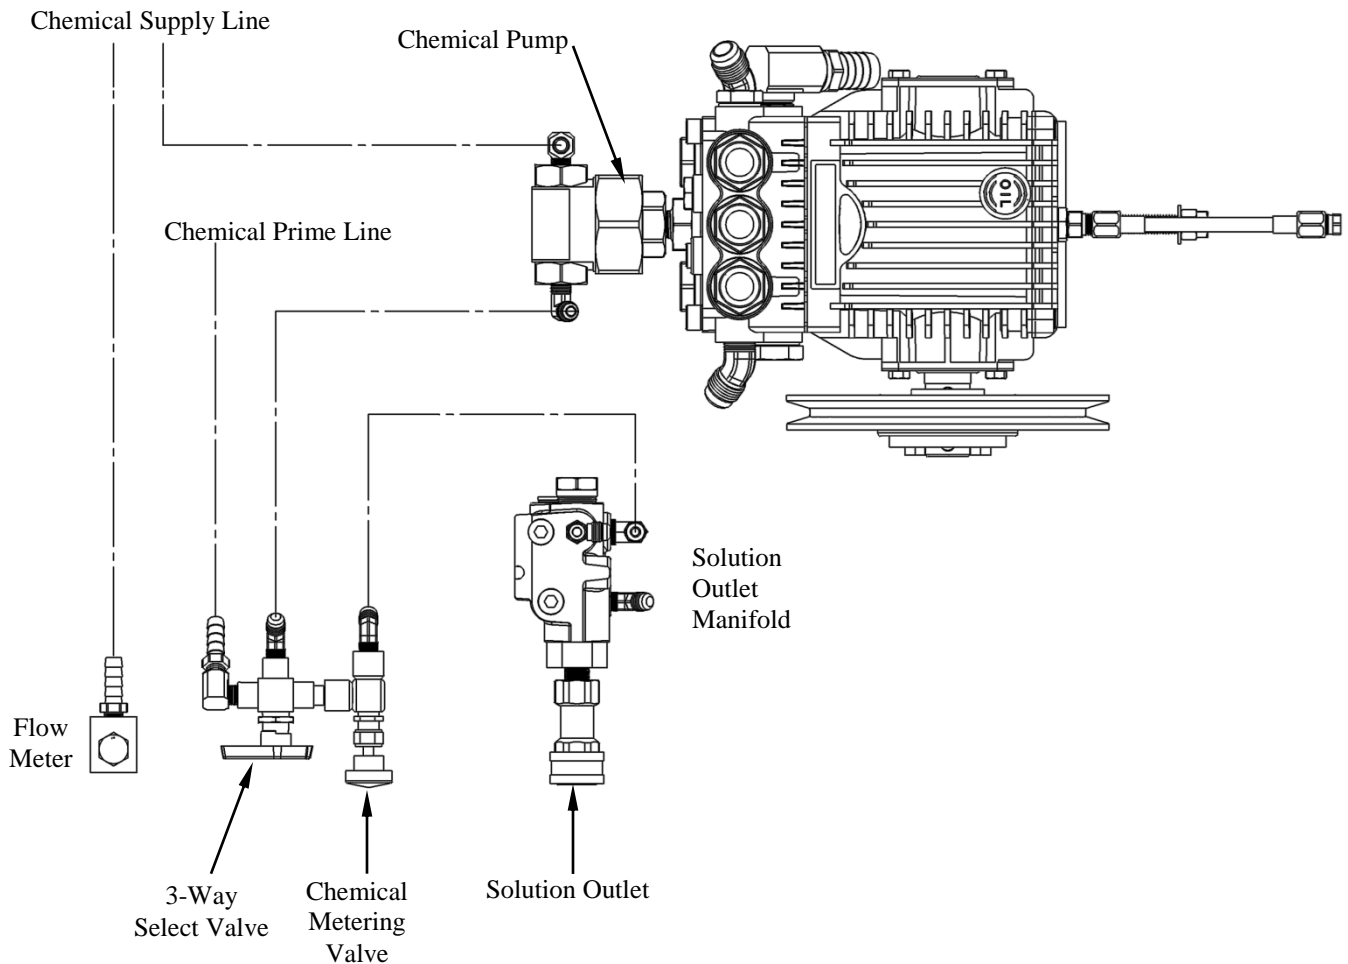 Chemical Supply Line
Chemical Pump
OIL
Chemical Prime Line
Solution
Outlet
Manifold
Flow
Meter
3-Way
Select Valve
Chemical
Metering
Valve
Solution Outlet